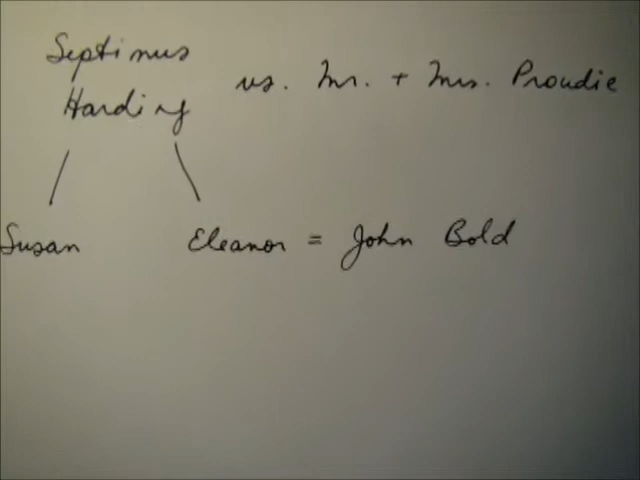 Septimus
Harding vs. Mr. + Mrs. Proudie
Susan Eleanor = John Bold